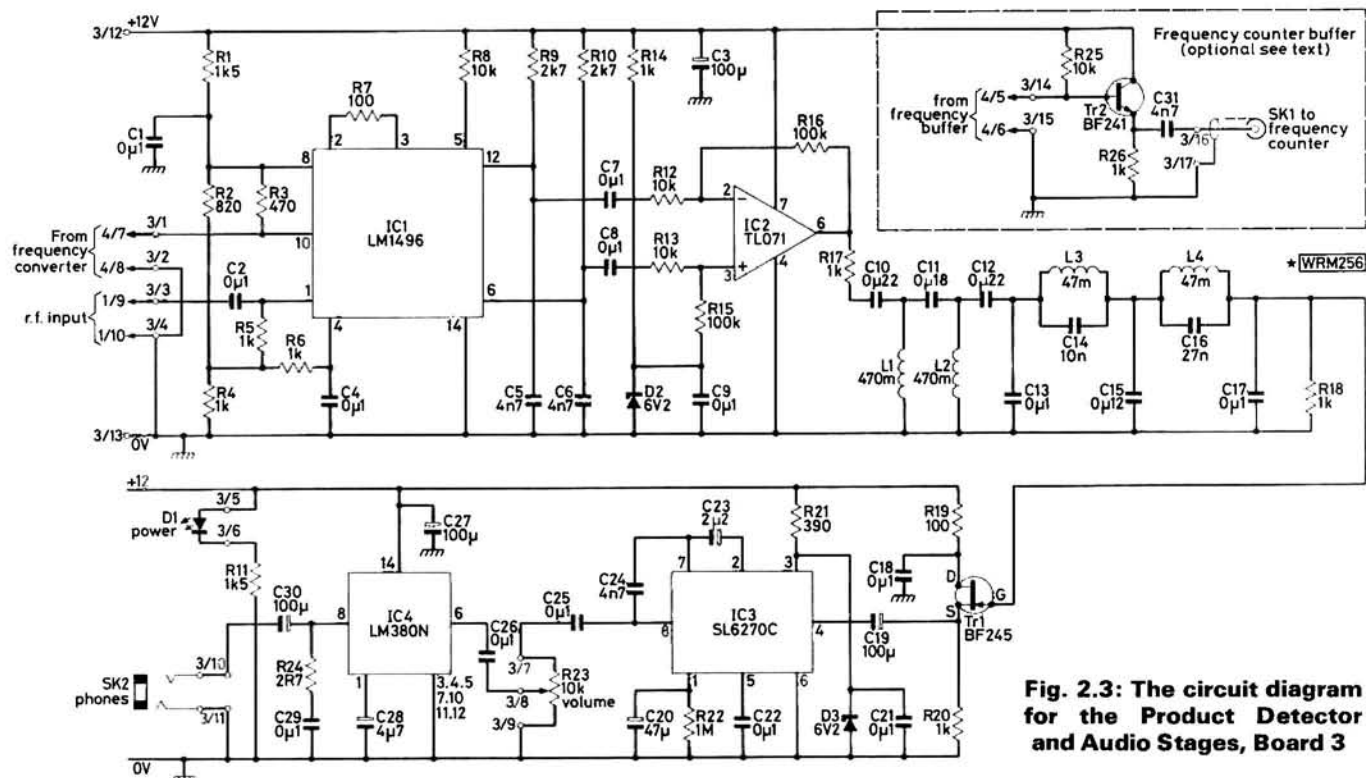 3/12 +12V
R1
1k5
C1
0µ1
R2
820
R3
470
R7
100
2 3
8
10
1
4 14
5
12
6
IC1
LM1496
From
frequency
converter
4/7 3/1
4/8 3/2
r.f. input
1/9 3/3
1/10 3/4
C2
0µ1
R5
1k
R6
1k
R4
1k
C4
0µ1
3/13 0V
R8
10k
R9
2k7
R10
2k7
R14
1k
C3
100µ
C5
4n7
C6
4n7
C7
0µ1
C8
0µ1
R12
10k
R13
10k
R16
100k
R15
100k
D2
6V2
C9
0µ1
2
3
7
6
4
IC2
TL071
R17
1k
C10
0µ22
C11
0µ18
C12
0µ22
L1
470m
L2
470m
L3
47m
C14
10n
L4
47m
C16
27n
C13
0µ1
C15
0µ12
C17
0µ1
R18
1k
★ WRM256
Frequency counter buffer
(optional see text)
from
frequency
buffer
4/5 3/14
4/6 3/15
R25
10k
Tr2
BF241
R26
1k
C31
4n7
3/16
3/17
SK1 to
frequency
counter
+12
D1
power
3/5
3/6
R11
1k5
C30
100µ
SK2
phones
3/10
3/11
R24
2R7
C29
0µ1
C27
100µ
14
8
6
1
3,4,5
7,10
11,12
IC4
LM380N
C28
4µ7
C26
0µ1
C25
0µ1
3/7
3/8
3/9
R23
10k
volume
C24
4n7
C23
2µ2
7 2 3
IC3
SL6270C
4
1 5
C20
47µ
R22
1M
C22
0µ1
R21
390
D3
6V2
C21
0µ1
C19
100µ
C18
0µ1
R19
100
D
G
S
Tr1
BF245
R20
1k
0V
Fig. 2.3: The circuit diagram
for the Product Detector
and Audio Stages, Board 3